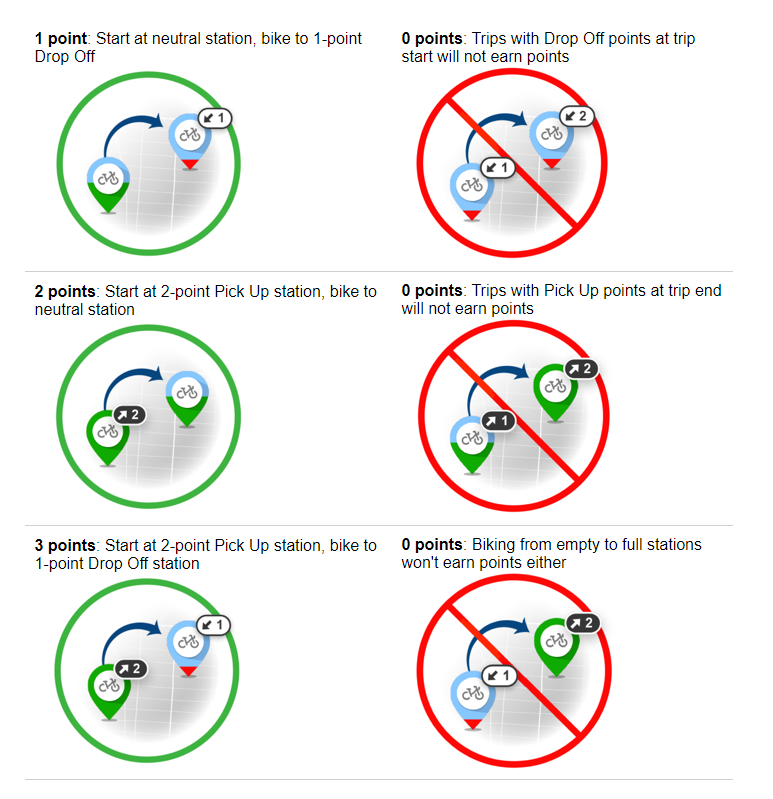 1 point: Start at neutral station, bike to 1-point
Drop Off
1
0 points: Trips with Drop Off points at trip
start will not earn points
2
1
2 points: Start at 2-point Pick Up station, bike to
neutral station
2
0 points: Trips with Pick Up points at trip end
will not earn points
2
1
3 points: Start at 2-point Pick Up station, bike to
1-point Drop Off station
1
2
0 points: Biking from empty to full stations
won't earn points either
2
1